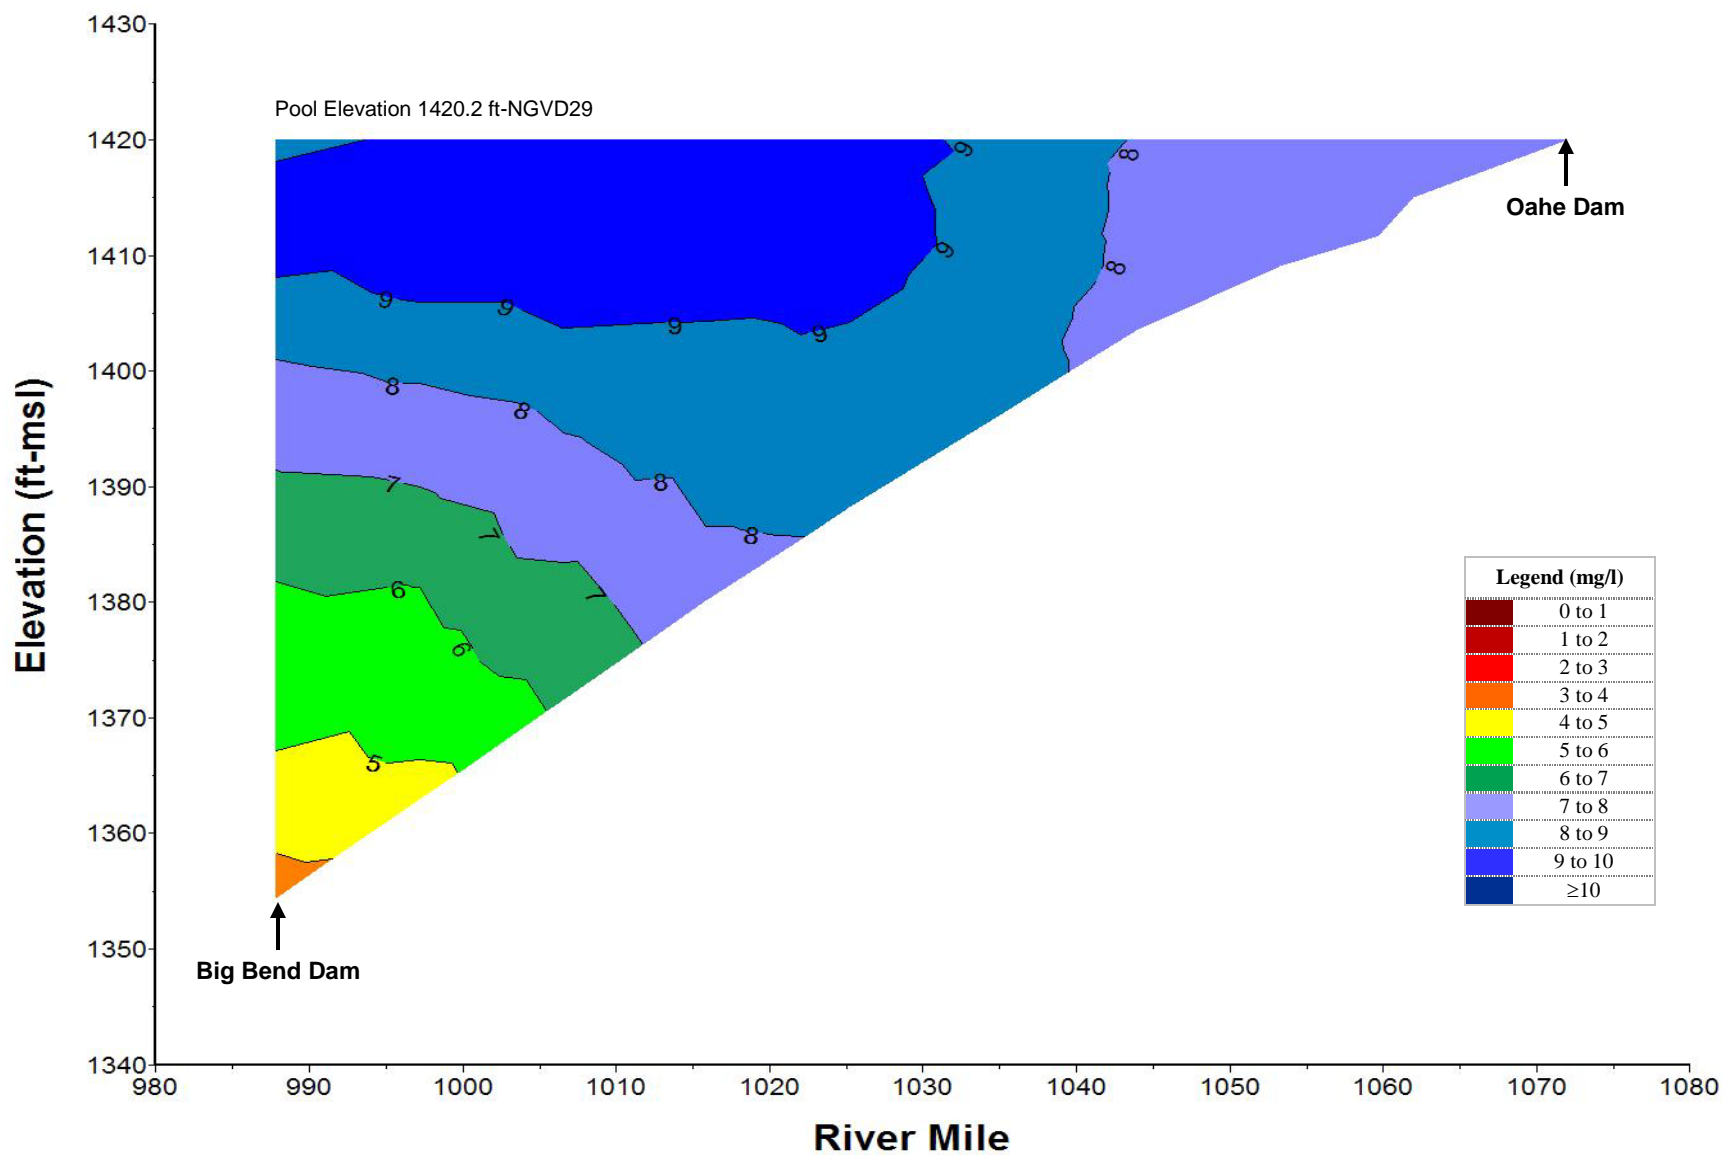 1430
Pool Elevation 1420.2 ft-NGVD29
1420
9
8
Oahe Dam
1410
9
8
9
9
9
9
1400
8
8
1390
7
8
7
8
1380
6
7
6
1370
5
1360
1350
Big Bend Dam
1340
Elevation (ft-msl)
Legend (mg/l)
0 to 1
1 to 2
2 to 3
3 to 4
4 to 5
5 to 6
6 to 7
7 to 8
8 to 9
9 to 10
≥10
980 990 1000 1010 1020 1030 1040 1050 1060 1070 1080
River Mile